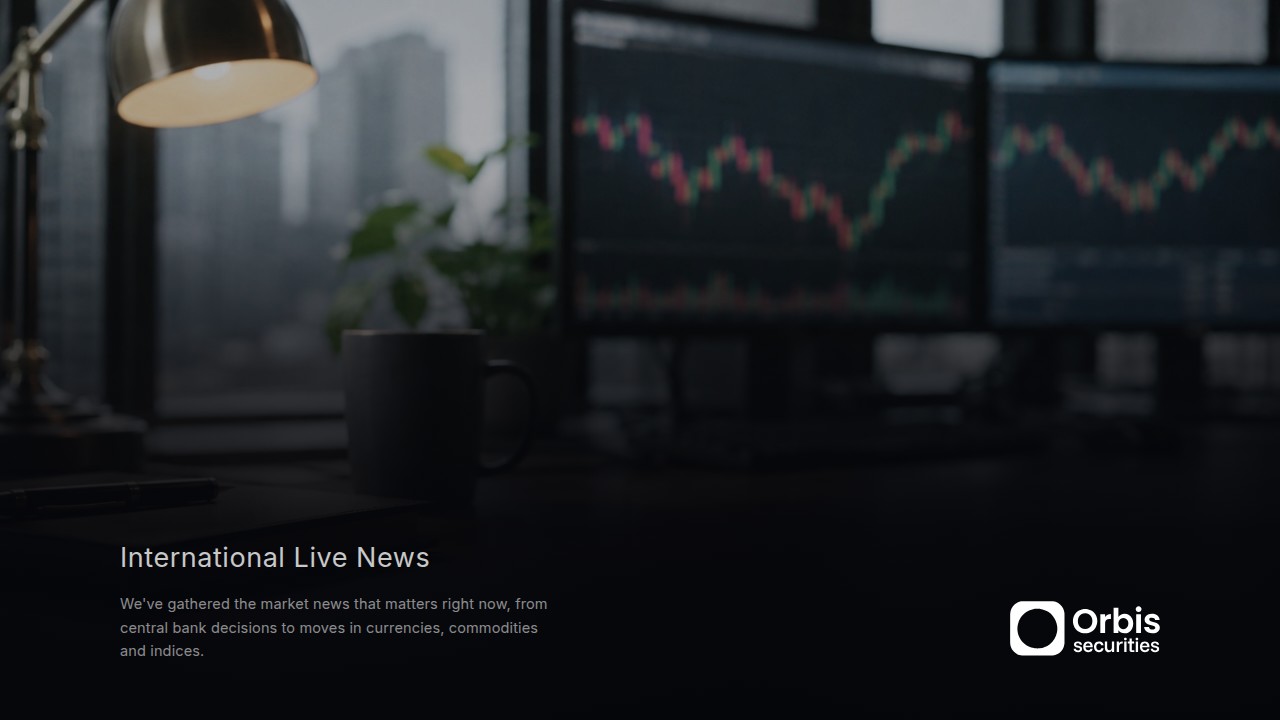 International Live News
We've gathered the market news that matters right now, from
central bank decisions to moves in currencies, commodities
and indices.
Orbis
securities